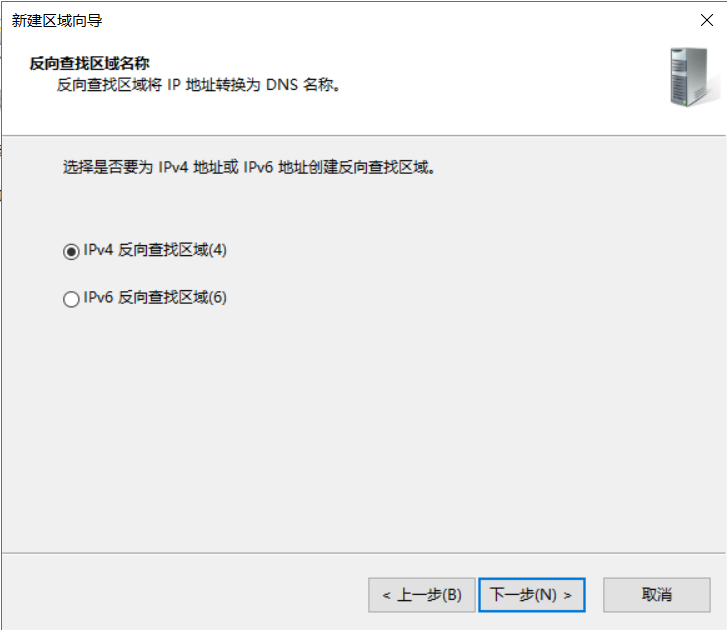 新建区域向导
反向查找区域名称
反向查找区域将 IP 地址转换为 DNS 名称。
选择是否要为 IPv4 地址或 IPv6 地址创建反向查找区域。
IPv4 反向查找区域(4)
IPv6 反向查找区域(6)
< 上一步(B) 下一步(N) > 取消